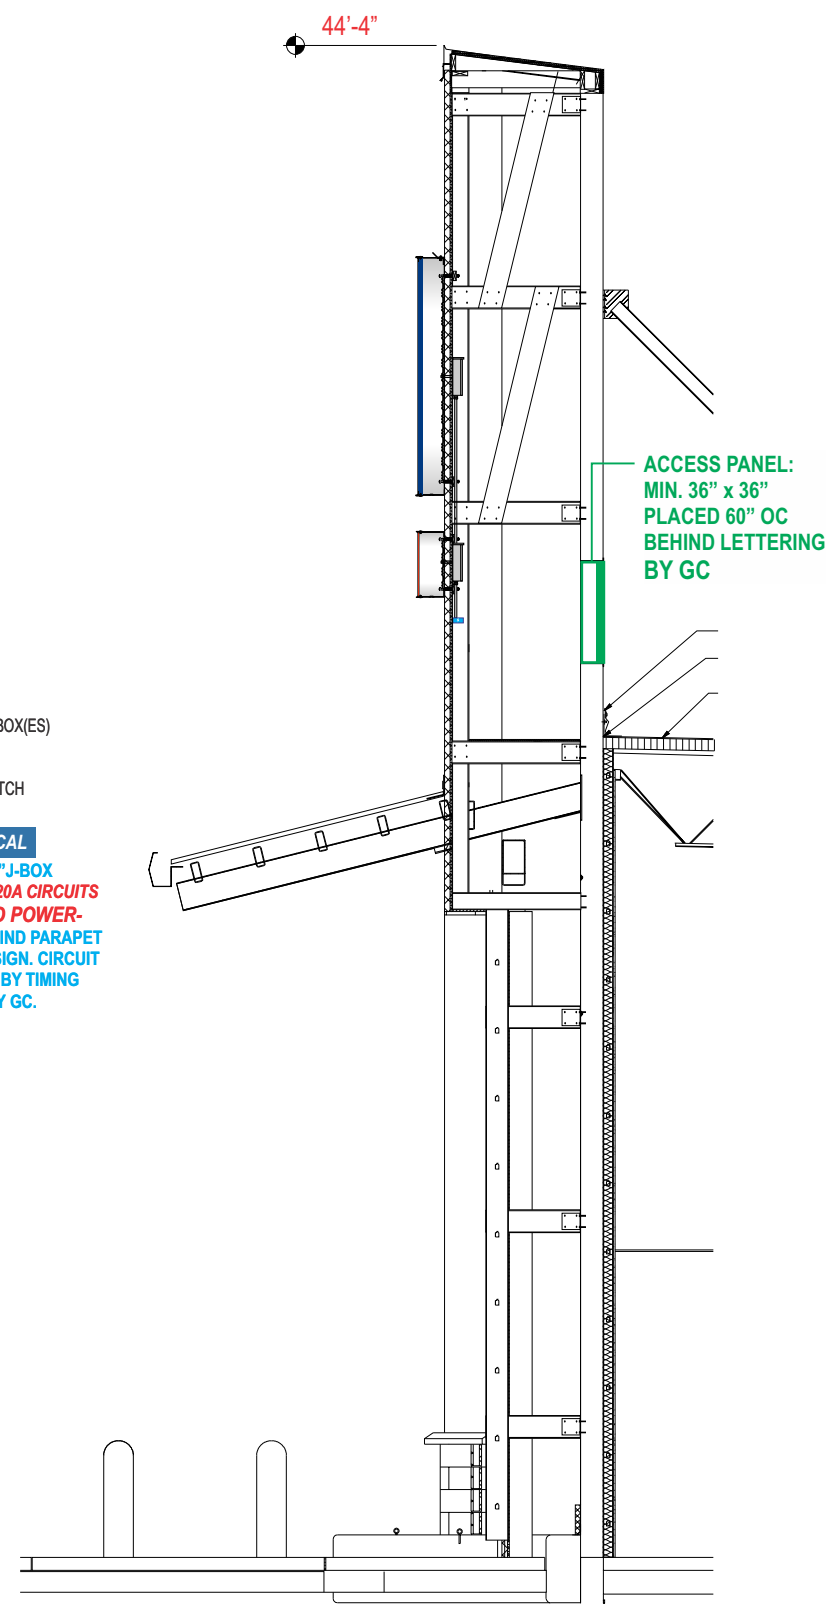 44’-4”
ACCESS PANEL:
MIN. 36” x 36”
PLACED 60” OC
BEHIND LETTERING
BY GC
BOX(ES)
TCH
CAL
”J-BOX
20A CIRCUITS
D POWER-
IND PARAPET
SIGN. CIRCUIT
BY TIMING
Y GC.